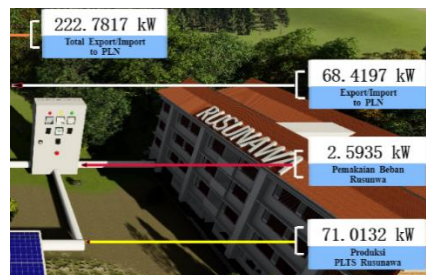 222.7817 kW
Total Export/Import
to PLN
68.4197 kW
Export/Import
to PLN
RUSUNAWA
2.5935 kW
Pemakaian Beban
Rusunwa
71.0132 kW
Produksi
PLTS Rusunawa